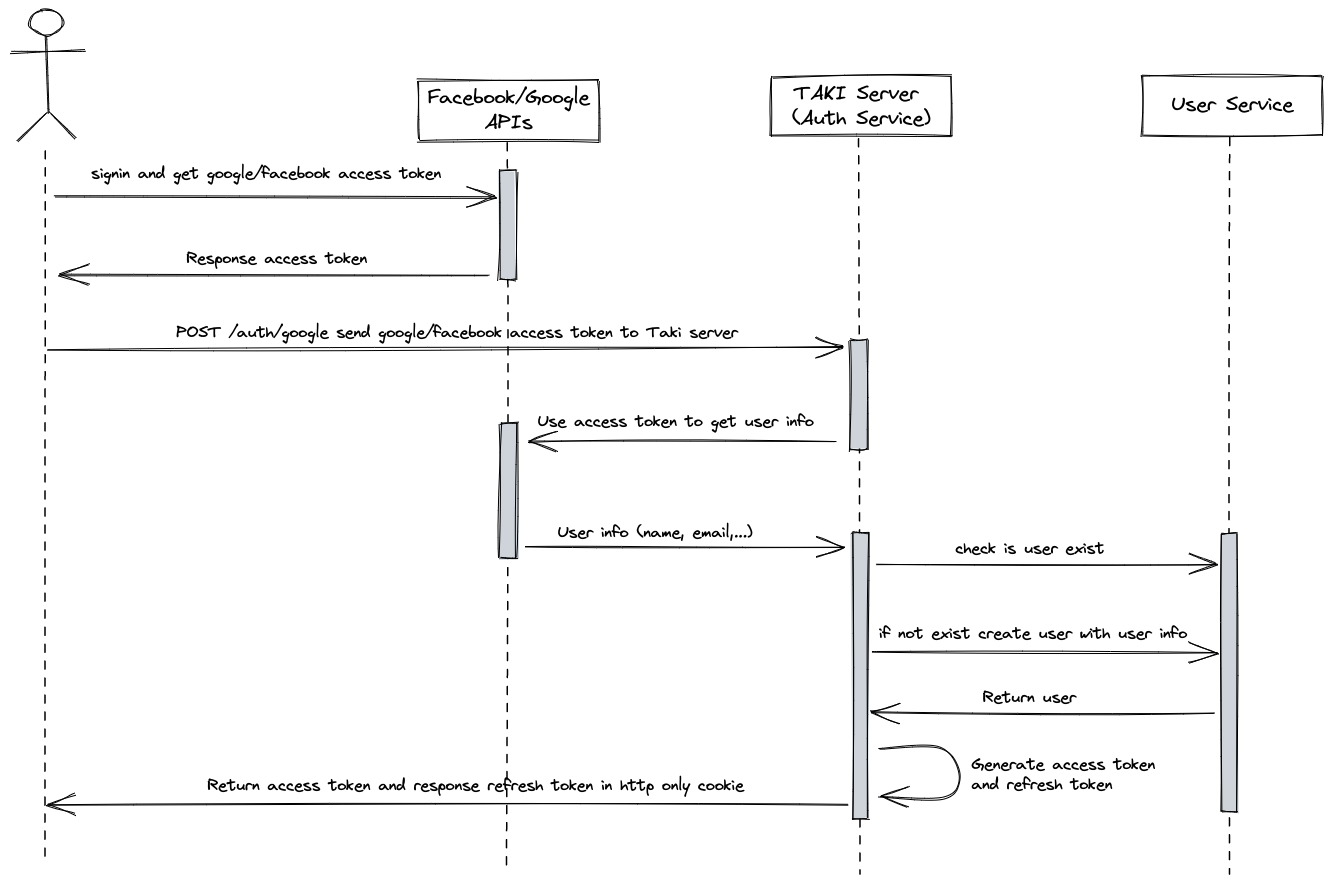 Facebook/Google
APIs
TAKI Server
(Auth Service)
User Service
signin and get google/facebook access token
Response access token
POST /auth/google send google/facebook access token to Taki server
Use access token to get user info
User info (name, email,...)
check is user exist
if not exist create user with user info
Return user
Generate access token
and refresh token
Return access token and response refresh token in http only cookie